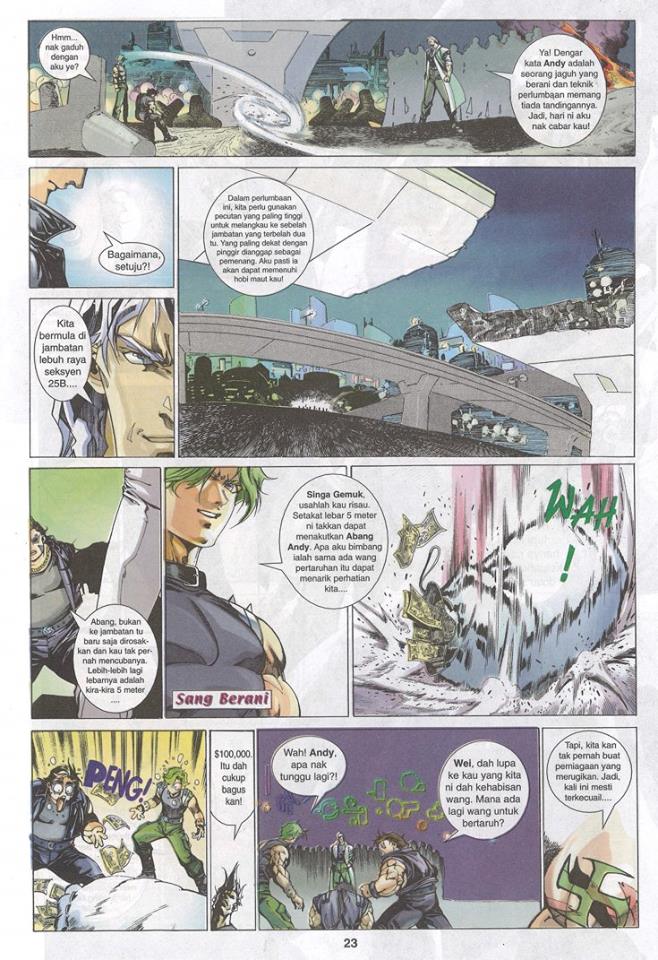 Hmm...
nak gaduh
dengan
aku ye?
Ya! Dengar
kata Andy adalah
seorang jaguh yang
berani dan teknik
perlumbaan memang
tiada tandingannya.
Jadi, hari ni aku
nak cabar kau!
Bagaimana,
setuju?!
Dalam perlumbaan
ini, kita perlu gunakan
pecutan yang paling tinggi
untuk melangkau ke sebelah
jambatan yang terbelah dua
tu. Yang paling dekat dengan
pinggir dianggap sebagai
pemenang. Aku pasti ia
akan dapat memenuhi
hobi maut kau!
Kita
bermula di
jambatan
lebuh raya
seksyen
25B....
Abang, bukan
ke jambatan tu
baru saja dirosak-
kan dan kau tak per-
nah mencubanya.
Lebih-lebih lagi
lebarnya adalah
kira-kira 5 meter
....
Singa Gemuk,
usahlah kau risau.
Setakat lebar 5 meter
ni takkan dapat
menakutkan Abang
Andy. Apa aku bimbang
ialah sama ada wang
pertaruhan itu dapat
menarik perhatian
kita....
Sang Berani
WAH
!
PENG!
$100,000.
Itu dah
cukup
bagus
kan!
Wah! Andy,
apa nak
tunggu lagi?!
Wei, dah lupa
ke kau yang kita
ni dah kehabisan
wang. Mana ada
lagi wang untuk
bertaruh?
Tapi, kita kan
tak pernah buat
perniagaan yang
merugikan. Jadi,
kali ini mesti
terkecuail....
23